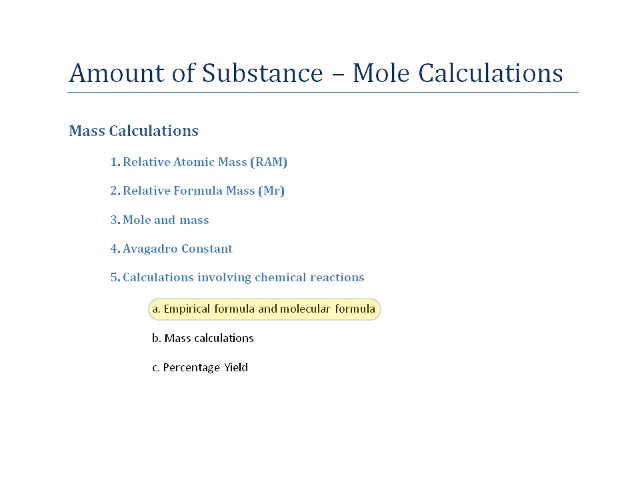 Amount of Substance – Mole Calculations
Mass Calculations
1. Relative Atomic Mass (RAM)
2. Relative Formula Mass (Mr)
3. Mole and mass
4. Avagadro Constant
5. Calculations involving chemical reactions
a. Empirical formula and molecular formula
b. Mass calculations
c. Percentage Yield